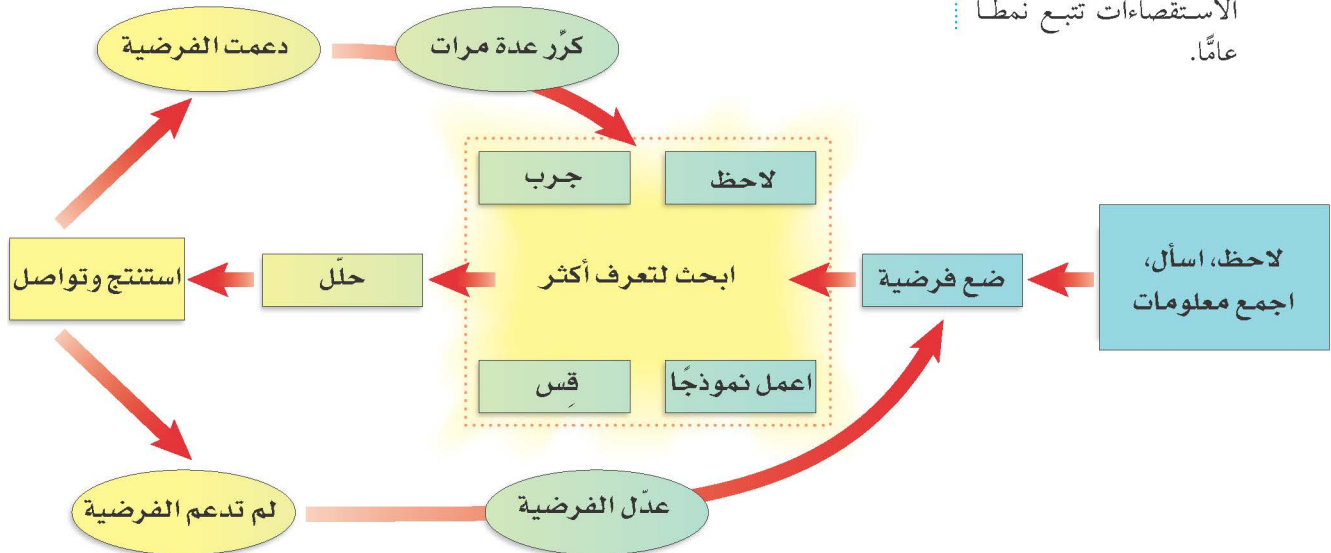 الاستقصاءات تتبع نمطًا
عامًّا.
دعمت الفرضية
كرِّر عدة مرات
جرب
لاحظ
لاحظ، اسأل،
اجمع معلومات
ضع فرضية
ابحث لتعرف أكثر
حلّل
استنتج وتواصل
اعمل نموذجًا
قِس
عدّل الفرضية
لم تدعم الفرضية